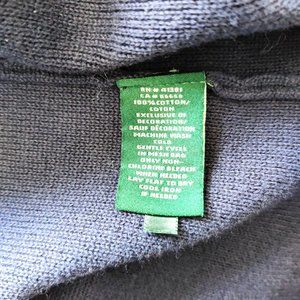 RN # 41381
CA # 05668
100% COTTON/
COTON
EXCLUSIVE OF
DECORATION/
SAUF DECORATION
MACHINE WASH
COLD
GENTLE CYCLE
IN MESH BAG
ONLY NON-
CHLORINE BLEACH
WHEN NEEDED
LAY FLAT TO DRY
COOL IRON
IF NEEDED